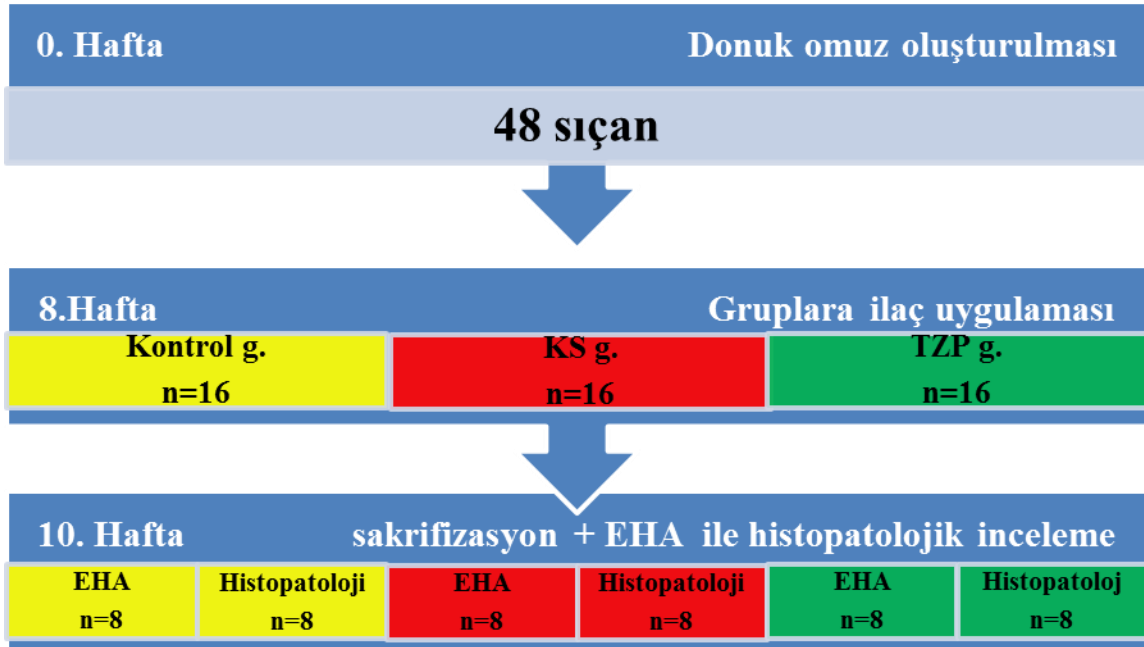 0. Hafta Donuk omuz oluşturulması
48 sıçan
8.Hafta Gruplara ilaç uygulaması
Kontrol g. KS g. TZP g.
n=16 n=16 n=16
10. Hafta sakrifizasyon + EHA ile histopatolojik inceleme
EHA Histopatoloji EHA Histopatoloji EHA Histopatoloj
n=8 n=8 n=8 n=8 n=8 n=8